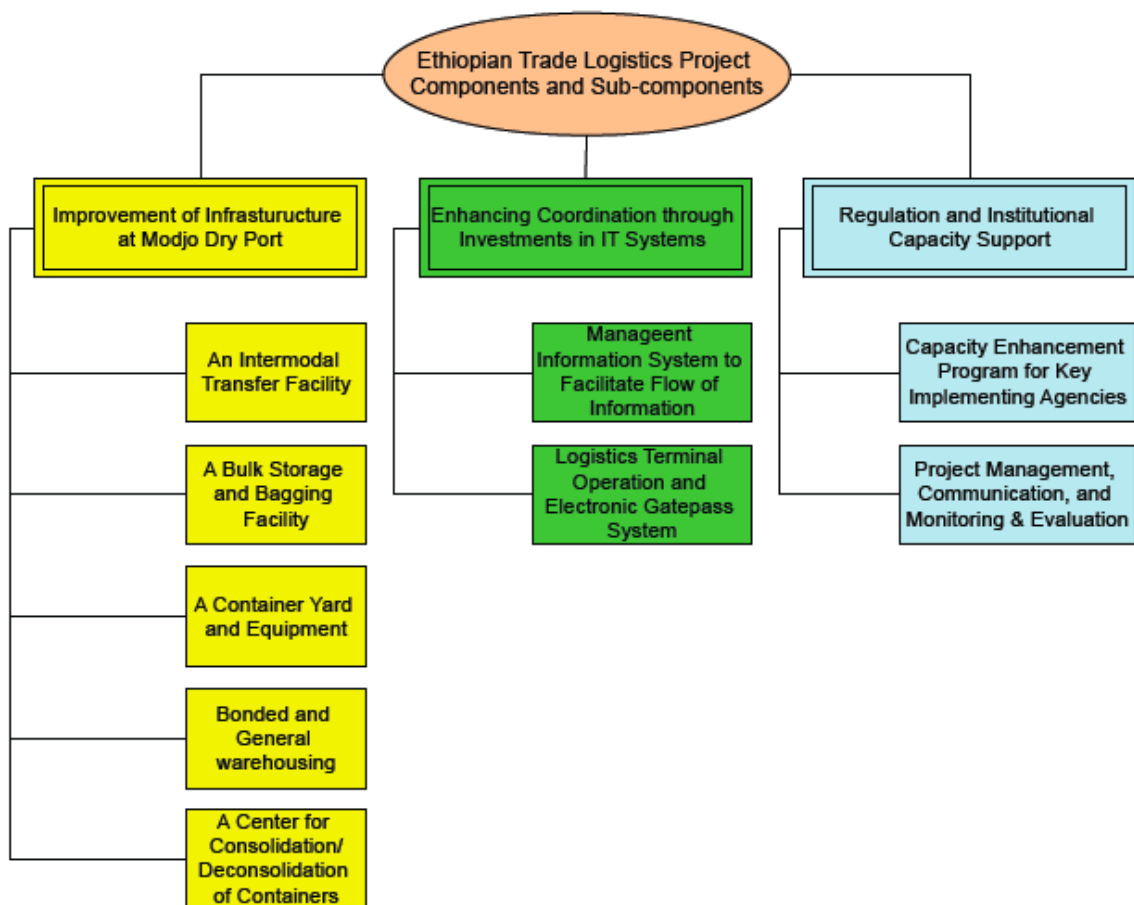 Ethiopian Trade Logistics Project
Components and Sub-components
Improvement of Infrasturucture
at Modjo Dry Port
An Intermodal
Transfer Facility
A Bulk Storage
and Bagging
Facility
A Container Yard
and Equipment
Bonded and
General
warehousing
A Center for
Consolidation/
Deconsolidation
of Containers
Enhancing Coordination through
Investments in IT Systems
Manageent
Information System to
Facilitate Flow of
Information
Logistics Terminal
Operation and
Electronic Gatepass
System
Regulation and Institutional
Capacity Support
Capacity Enhancement
Program for Key
Implementing Agencies
Project Management,
Communication, and
Monitoring & Evaluation